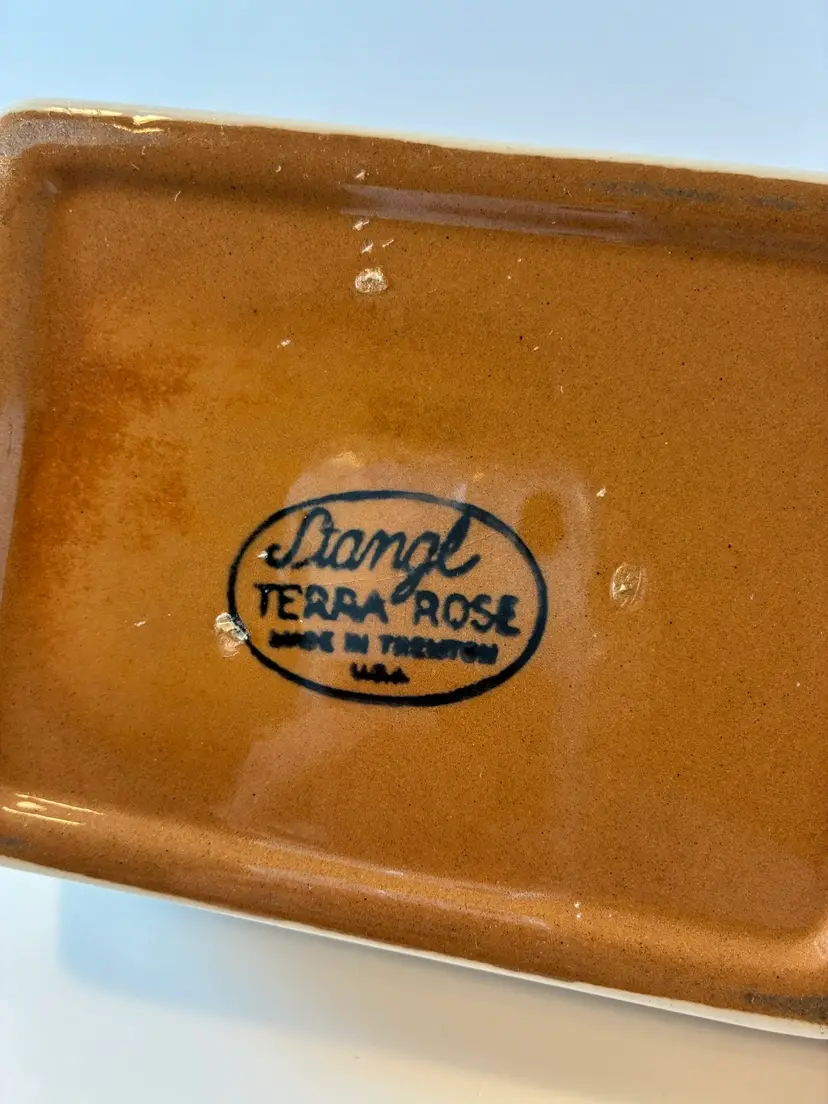 Stangl
TERRA ROSE
MADE IN TRENTON
U.S.A.